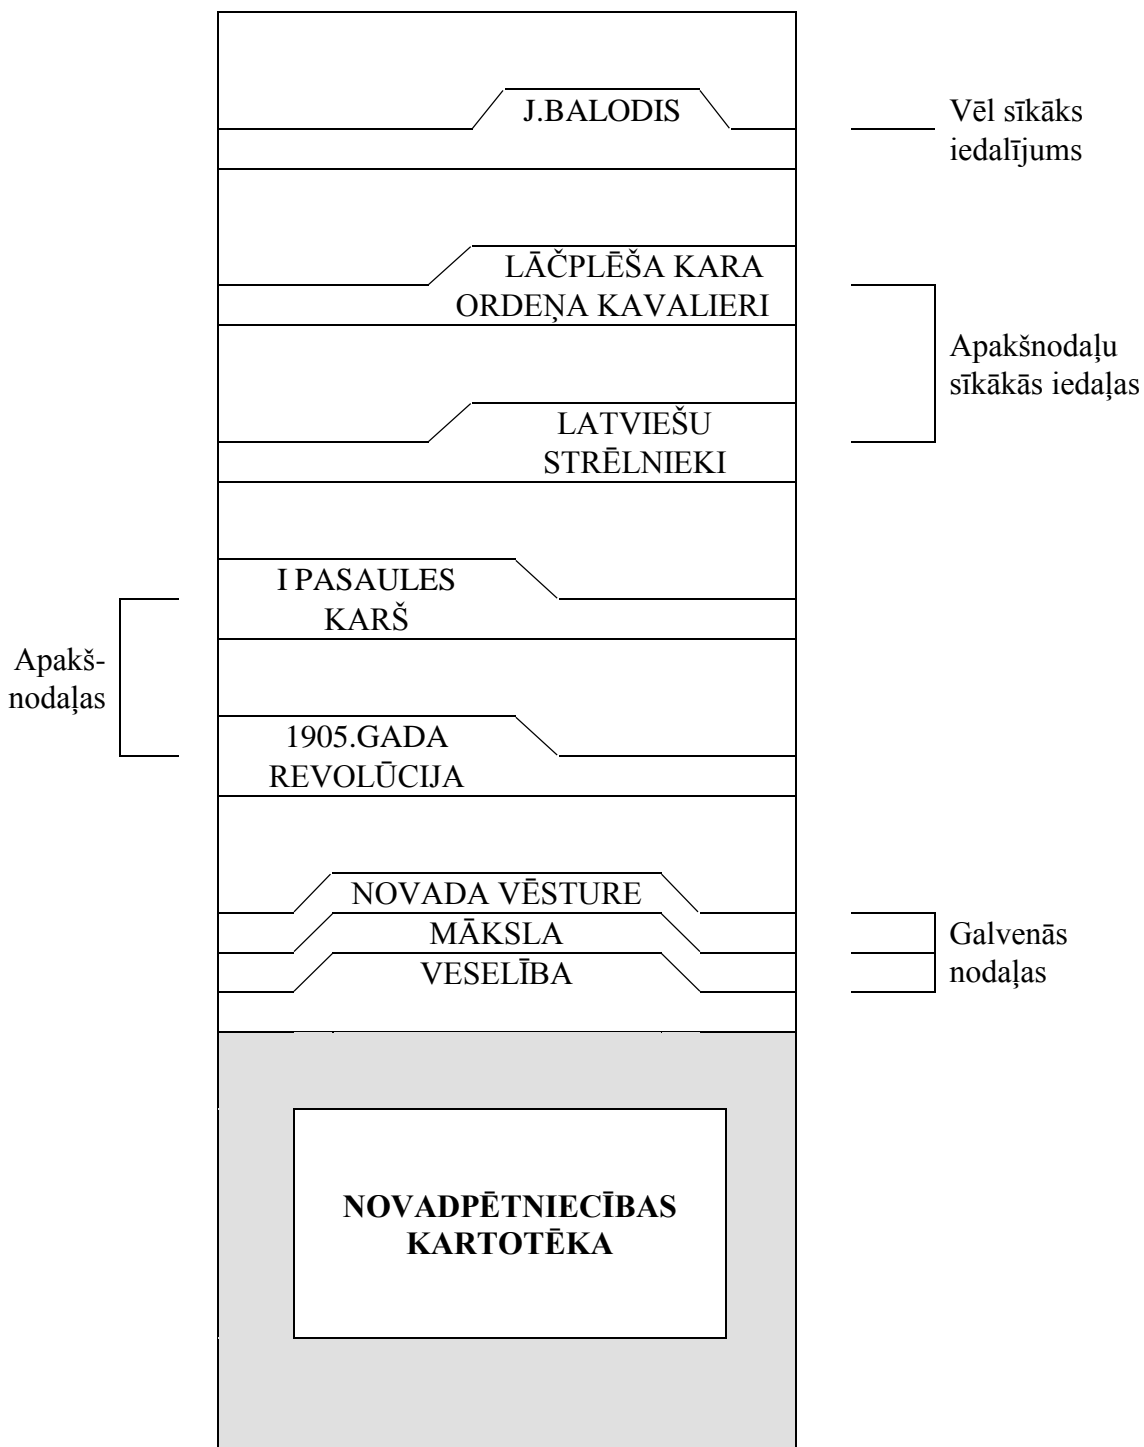 J.BALODIS
Vēl sīkāks
iedalījums
LĀČPLĒŠA KARA
ORDEŅA KAVALIERI
Apakšnodaļu
sīkākās iedaļas
LATVIEŠU
STRĒLNIEKI
I PASAULES
KARŠ
Apakš-
nodaļas
1905.GADA
REVOLŪCIJA
NOVADA VĒSTURE
MĀKSLA
VESELĪBA
Galvenās
nodaļas
NOVADPĒTNIECĪBAS
KARTOTĒKA